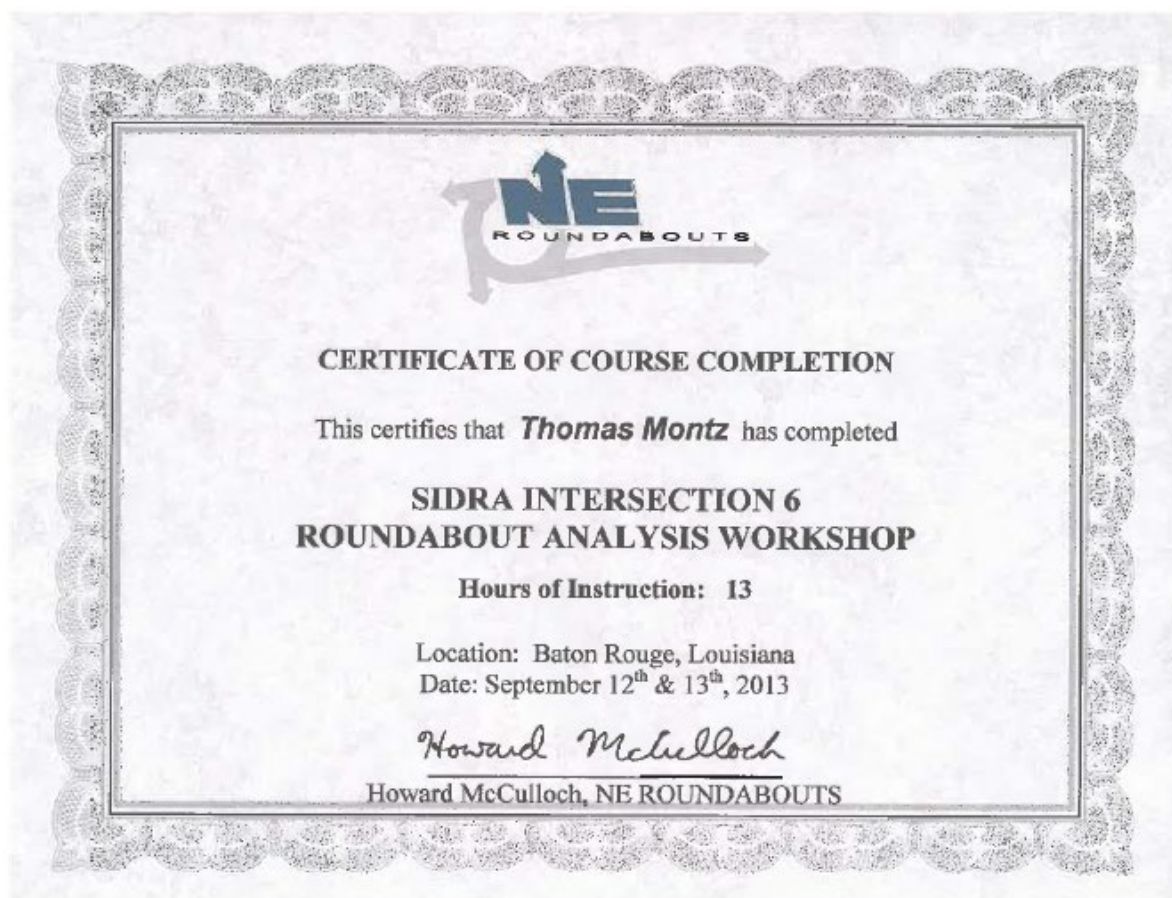 NE
ROUNDABOUTS
CERTIFICATE OF COURSE COMPLETION
This certifies that Thomas Montz has completed
SIDRA INTERSECTION 6
ROUNDABOUT ANALYSIS WORKSHOP
Hours of Instruction: 13
Location: Baton Rouge, Louisiana
Date: September 12th & 13th, 2013
Howard McCulloch
Howard McCulloch, NE ROUNDABOUTS